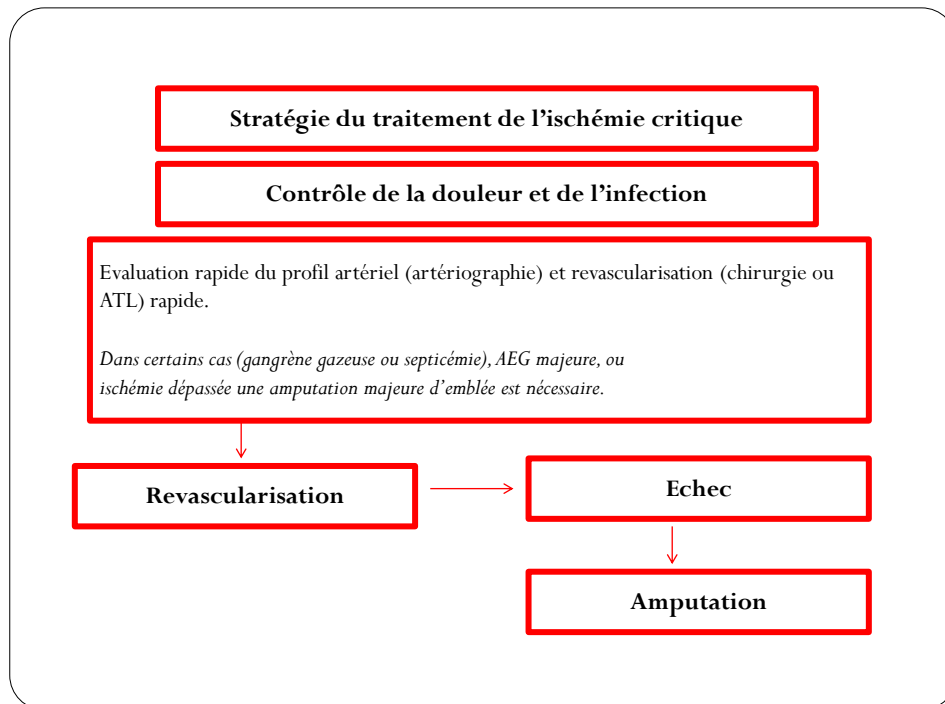 Stratégie du traitement de l’ischémie critique
Contrôle de la douleur et de l’infection
Evaluation rapide du profil artériel (artériographie) et revascularisation (chirurgie ou
ATL) rapide.
Dans certains cas (gangrène gazeuse ou septicémie), AEG majeure, ou
ischémie dépassée une amputation majeure d’emblée est nécessaire.
Revascularisation
Echec
Amputation